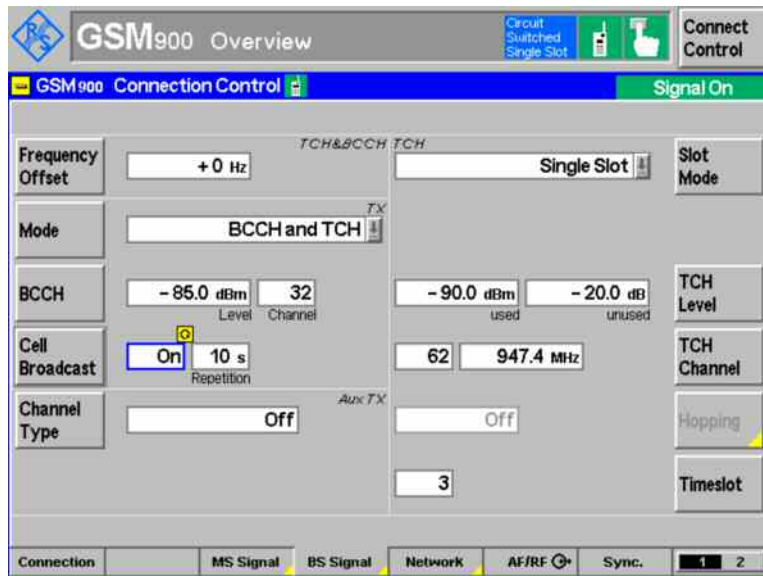 R S
GSM900 Overview
Circuit
Switched
Single Slot
Connect
Control
GSM900 Connection Control
Signal On
TCH&BCCH TCH
Frequency
Offset
+0 Hz
Single Slot
Slot
Mode
TX
Mode
BCCH and TCH
BCCH
-85.0 dBm 32
Level Channel
-90.0 dBm -20.0 dB
used unused
TCH
Level
Cell
Broadcast
On 10 s
Repetition
62 947.4 MHz
TCH
Channel
Aux TX
Channel
Type
Off
Off
Hopping
3
Timeslot
Connection MS Signal BS Signal Network AF/RF Sync. 1 2